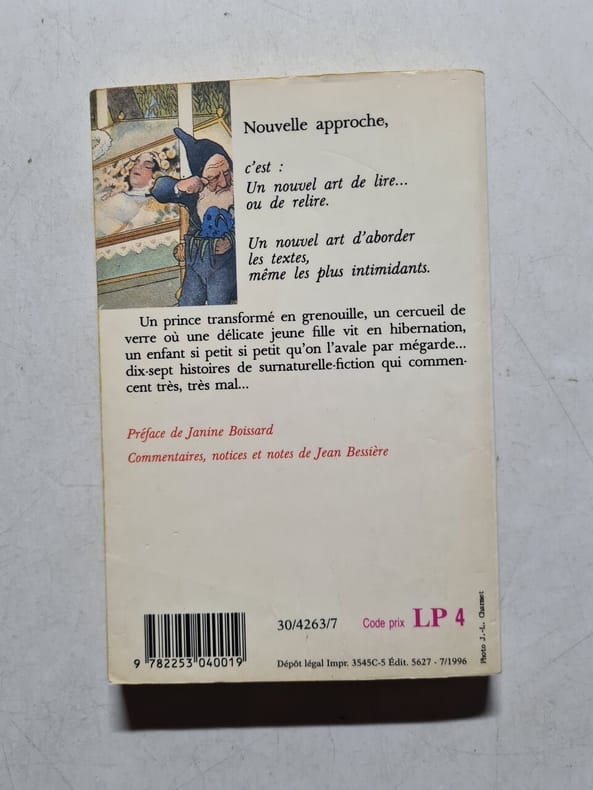 Nouvelle approche,
c'est :
Un nouvel art de lire...
ou de relire.
Un nouvel art d'aborder
les textes,
même les plus intimidants.
Un prince transformé en grenouille, un cercueil de
verre où une délicate jeune fille vit en hibernation,
un enfant si petit si petit qu'on l'avale par mégarde...
dix-sept histoires de surnaturelle-fiction qui commen-
cent très, très mal...
Préface de Janine Boissard
Commentaires, notices et notes de Jean Bessière
9 782253 040019
30/4263/7
Code prix LP 4
Dépôt légal Impr. 3545C-5 Édit. 5627 - 7/1996
Photo J.-L. Charmet